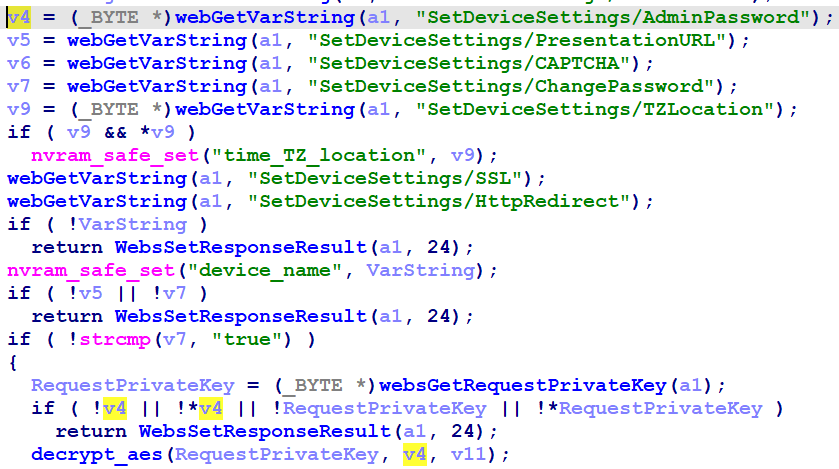 v4 = (_BYTE *)webGetVarString(a1, "SetDeviceSettings/AdminPassword");
v5 = webGetVarString(a1, "SetDeviceSettings/PresentationURL");
v6 = webGetVarString(a1, "SetDeviceSettings/CAPTCHA");
v7 = webGetVarString(a1, "SetDeviceSettings/ChangePassword");
v9 = (_BYTE *)webGetVarString(a1, "SetDeviceSettings/TZLocation");
if ( v9 && *v9 )
  nvram_safe_set("time_TZ_location", v9);
webGetVarString(a1, "SetDeviceSettings/SSL");
webGetVarString(a1, "SetDeviceSettings/HttpRedirect");
if ( !VarString )
  return WebsSetResponseResult(a1, 24);
nvram_safe_set("device_name", VarString);
if ( !v5 || !v7 )
  return WebsSetResponseResult(a1, 24);
if ( !strcmp(v7, "true") )
{
  RequestPrivateKey = (_BYTE *)websGetRequestPrivateKey(a1);
  if ( !v4 || !*v4 || !RequestPrivateKey || !*RequestPrivateKey )
    return WebsSetResponseResult(a1, 24);
  decrypt_aes(RequestPrivateKey, v4, v11);